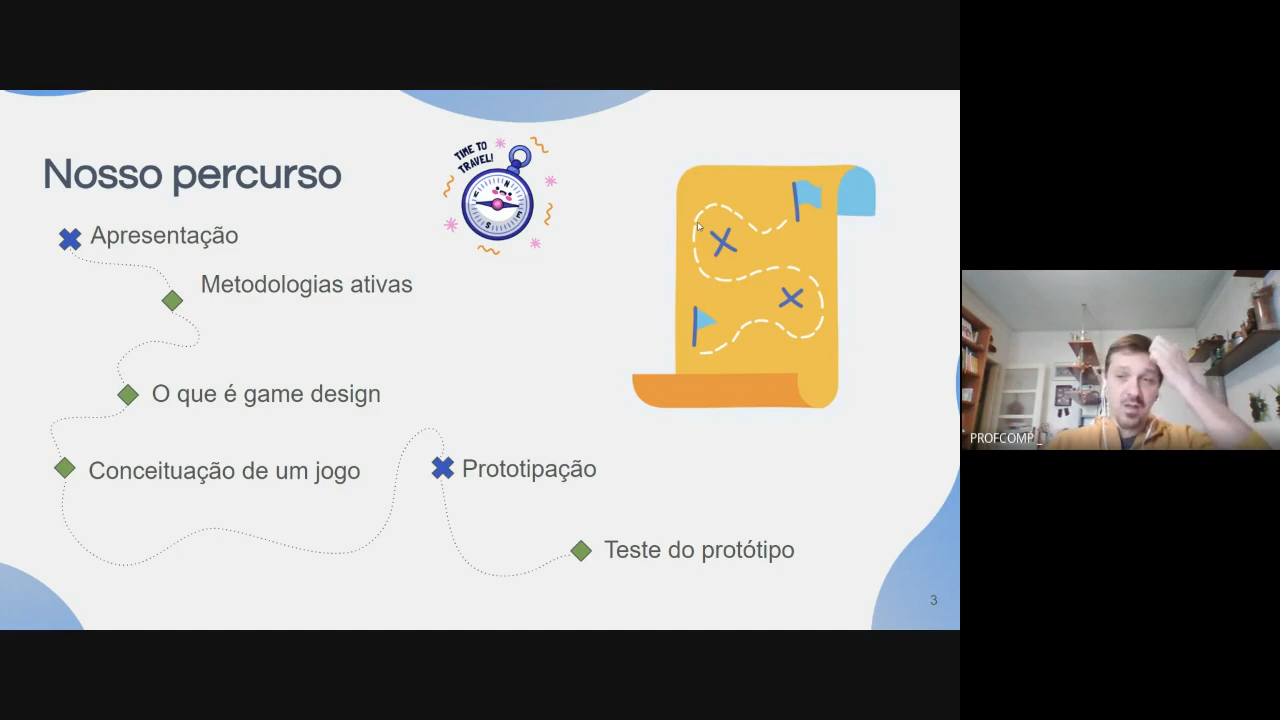 Nosso percurso
TIME TO
TRAVEL!
N
E
S
Apresentação
Metodologias ativas
O que é game design
Conceituação de um jogo
Prototipação
Teste do protótipo
3
PROFCOMP _